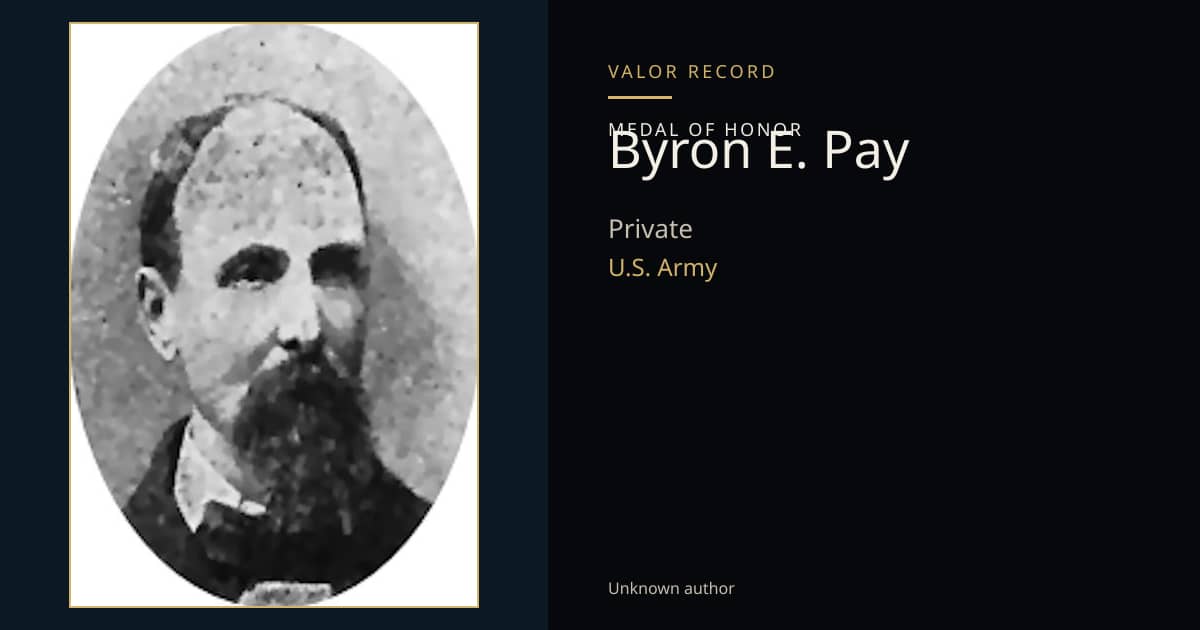 VALOR RECORD
MEDAL OF HONOR
Byron E. Pay
Private
U.S. Army
Unknown author